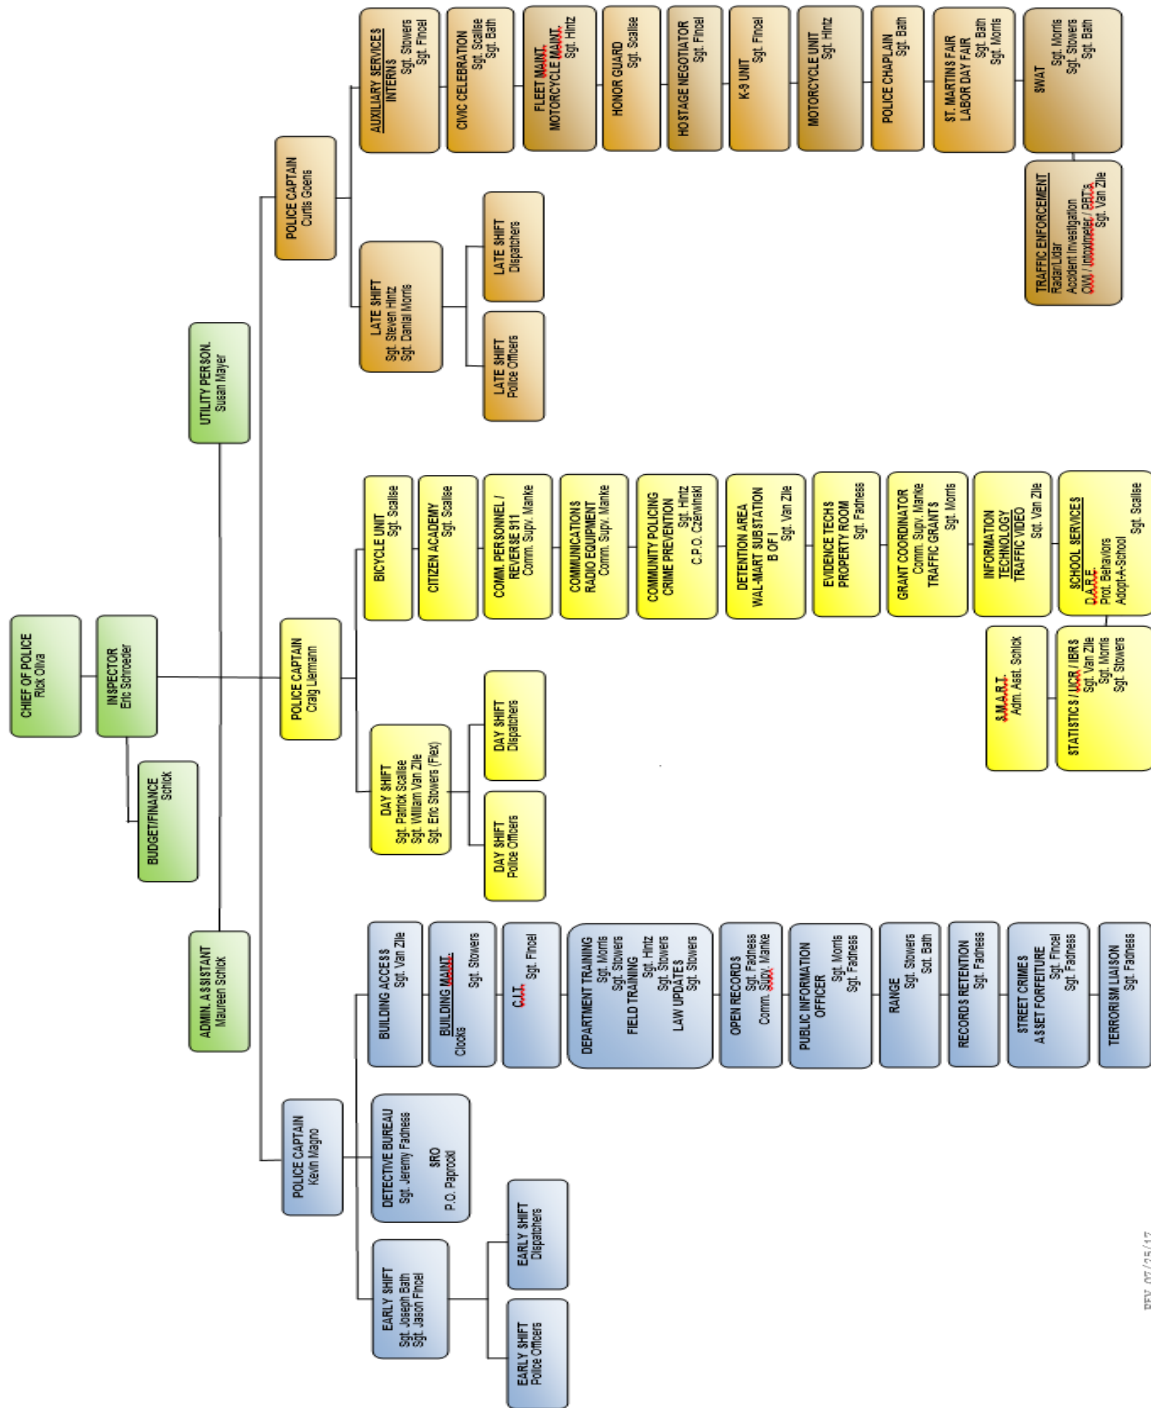 CHIEF OF POLICE
Rick Oliva
INSPECTOR
Eric Schroeder
BUDGET/FINANCE
Schick
ADMIN. ASSISTANT
Maureen Schick
UTILITY PERSON.
Susan Mayer
POLICE CAPTAIN
Kevin Magno
EARLY SHIFT
Sgt. Joseph Bath
Sgt. Jason Fincel
EARLY SHIFT
Police Officers
EARLY SHIFT
Dispatchers
DETECTIVE BUREAU
Sgt. Jeremy Fadness
SRO
P.O. Paprocki
BUILDING ACCESS
Sgt. Van Zile
BUILDING MAINT.
Clocks
Sgt. Stowers
C.I.T.
Sgt. Fincel
DEPARTMENT TRAINING
Sgt. Morris
Sgt. Stowers
FIELD TRAINING
Sgt. Hintz
Sgt. Stowers
LAW UPDATES
Sgt. Stowers
OPEN RECORDS
Sgt. Fadness
Comm. Supv. Manke
PUBLIC INFORMATION
OFFICER
Sgt. Morris
Sgt. Fadness
RANGE
Sgt. Stowers
Sgt. Bath
RECORDS RETENTION
Sgt. Fadness
STREET CRIMES
ASSET FORFEITURE
Sgt. Fincel
Sgt. Fadness
TERRORISM LIAISON
Sgt. Fadness
POLICE CAPTAIN
Craig Liermann
DAY SHIFT
Sgt. Patrick Scalise
Sgt. William Van Zile
Sgt. Eric Stowers (Flex)
DAY SHIFT
Police Officers
DAY SHIFT
Dispatchers
BICYCLE UNIT
Sgt. Scalise
CITIZEN ACADEMY
Sgt. Scalise
COMM. PERSONNEL /
REVERSE 911
Comm. Supv. Manke
COMMUNICATIONS
RADIO EQUIPMENT
Comm. Supv. Manke
COMMUNITY POLICING
CRIME PREVENTION
Sgt. Hintz
C.P.O. Czerwinski
DETENTION AREA
WAL-MART SUBSTATION
B OF I
Sgt. Van Zile
EVIDENCE TECHS
PROPERTY ROOM
Sgt. Fadness
GRANT COORDINATOR
Comm. Supv. Manke
TRAFFIC GRANTS
Sgt. Morris
INFORMATION
TECHNOLOGY
TRAFFIC VIDEO
Sgt. Van Zile
SCHOOL SERVICES
D.A.R.E.
Prot. Behaviors
Adopt-A-School
Sgt. Scalise
S.M.A.R.T.
Adm. Asst. Schick
STATISTICS / UCR / IBRS
Sgt. Van Zile
Sgt. Morris
Sgt. Stowers
POLICE CAPTAIN
Curtis Goens
LATE SHIFT
Sgt. Steven Hintz
Sgt. Danial Morris
LATE SHIFT
Police Officers
LATE SHIFT
Dispatchers
AUXILIARY SERVICES
INTERNS
Sgt. Stowers
Sgt. Fincel
CIVIC CELEBRATION
Sgt. Scalise
Sgt. Bath
FLEET MAINT.
MOTORCYCLE MAINT.
Sgt. Hintz
HONOR GUARD
Sgt. Scalise
HOSTAGE NEGOTIATOR
Sgt. Fincel
K-9 UNIT
Sgt. Fincel
MOTORCYCLE UNIT
Sgt. Hintz
POLICE CHAPLAIN
Sgt. Bath
ST. MARTINS FAIR
LABOR DAY FAIR
Sgt. Bath
Sgt. Morris
SWAT
Sgt. Morris
Sgt. Stowers
Sgt. Bath
TRAFFIC ENFORCEMENT
Radar/Lidar
Accident Investigation
OWI / Intoximeter / PBT's
Sgt. Van Zile
REV. 07/25/17